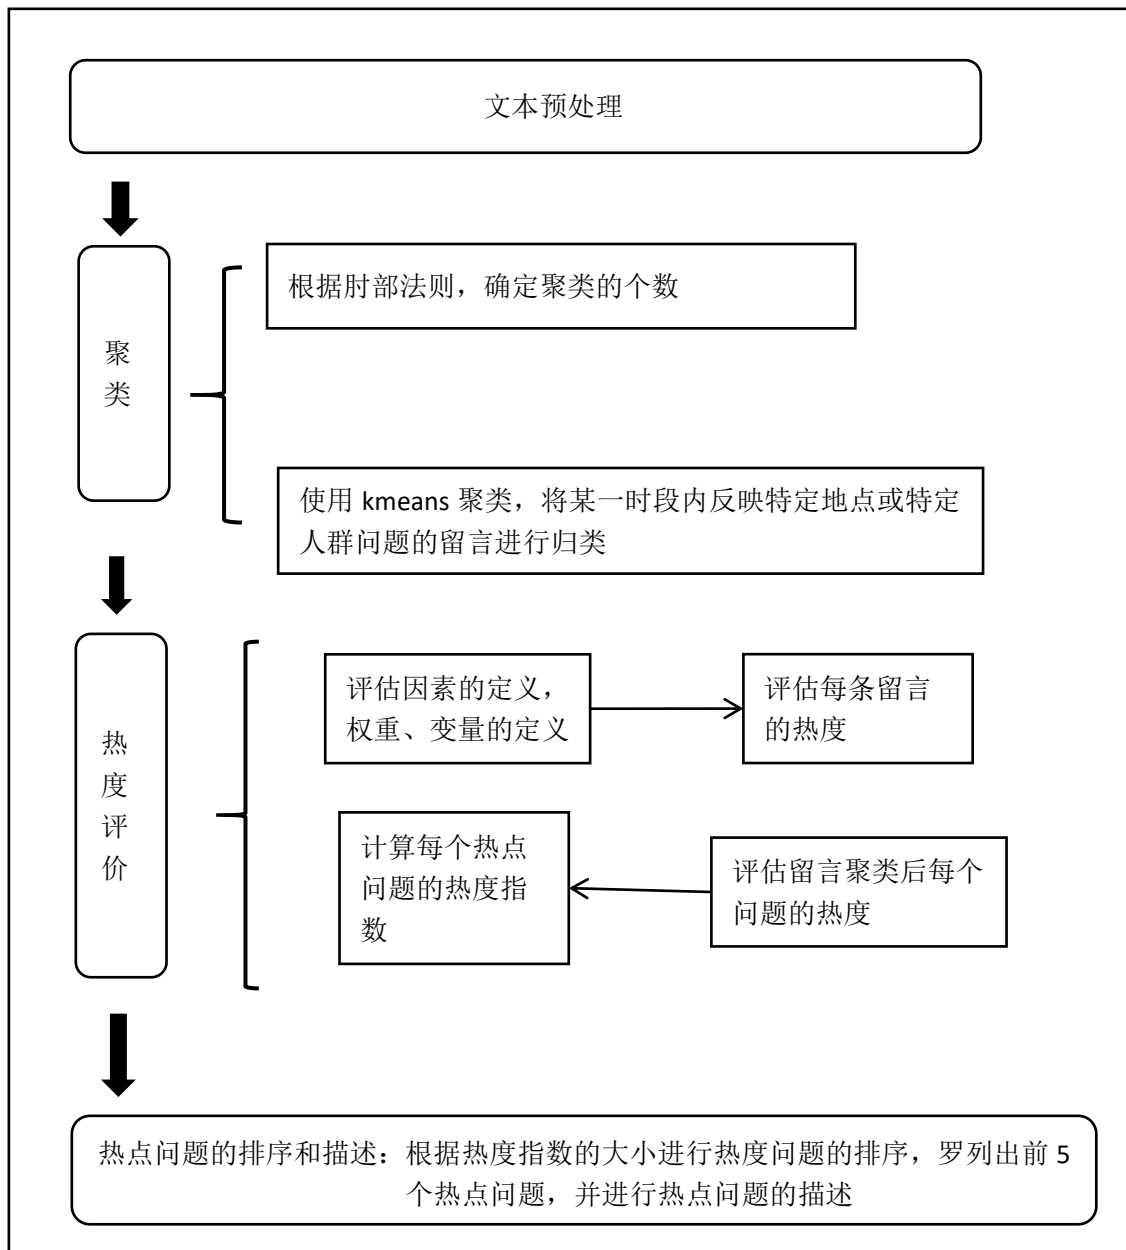 文本预处理
聚
类
根据肘部法则，确定聚类的个数
使用 kmeans 聚类，将某一时段内反映特定地点或特定
人群问题的留言进行归类
热
度
评
价
评估因素的定义，
权重、变量的定义
评估每条留言
的热度
计算每个热点
问题的热度指
数
评估留言聚类后每个
问题的热度
热点问题的排序和描述：根据热度指数的大小进行热度问题的排序，罗列出前 5
个热点问题，并进行热点问题的描述